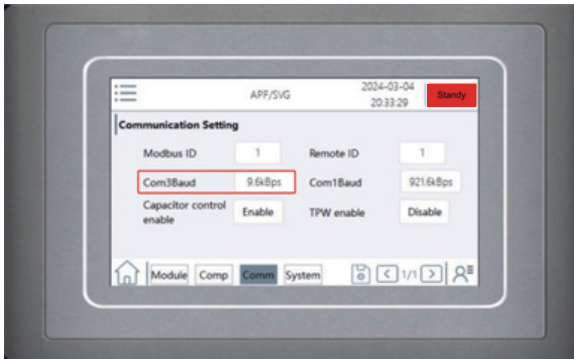 APF/SVG
2024-03-04
20:33:29
Standy
Communication Setting
Modbus ID 1 Remote ID 1
Com3Baud 9.6kBps Com1Baud 921.6kBps
Capacitor control
enable
Enable TPW enable Disable
Module Comp Comm System 1/1